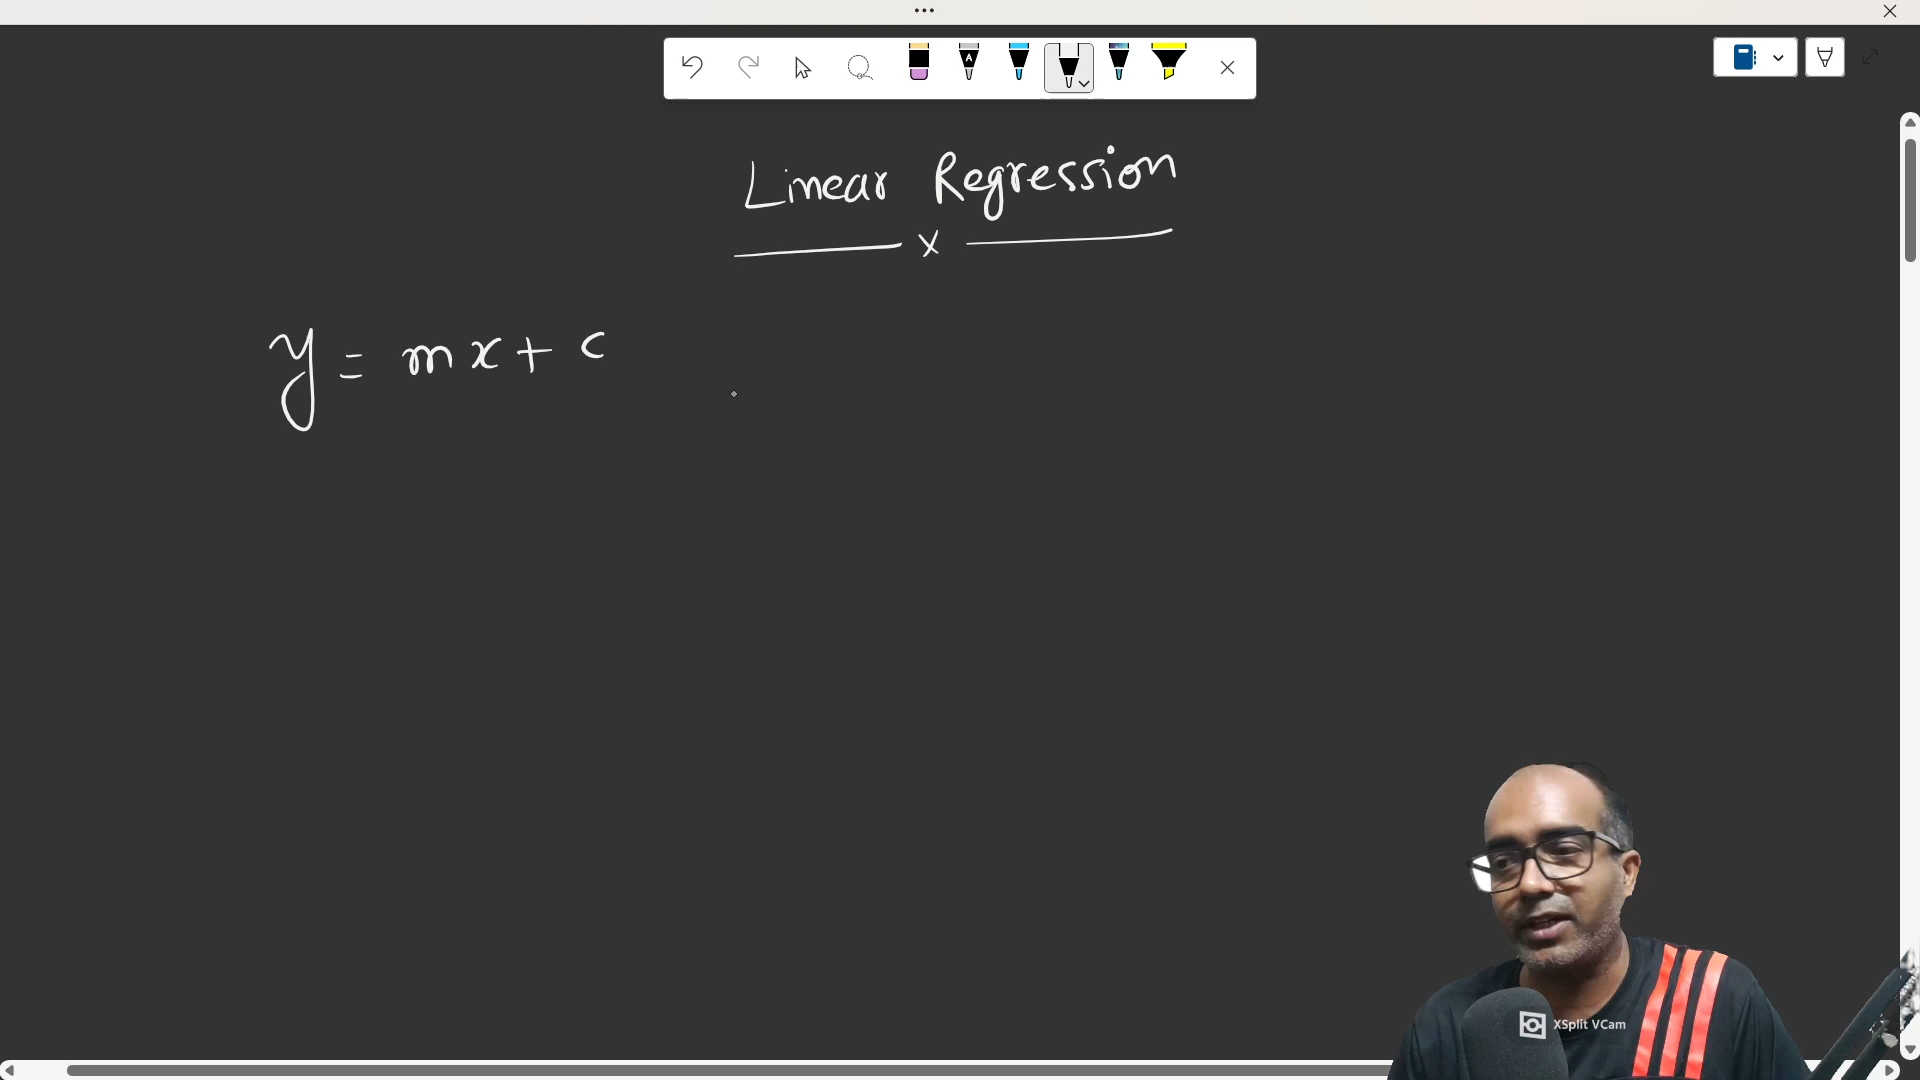 Linear Regression
x
y = mx + c
XSplit VCam